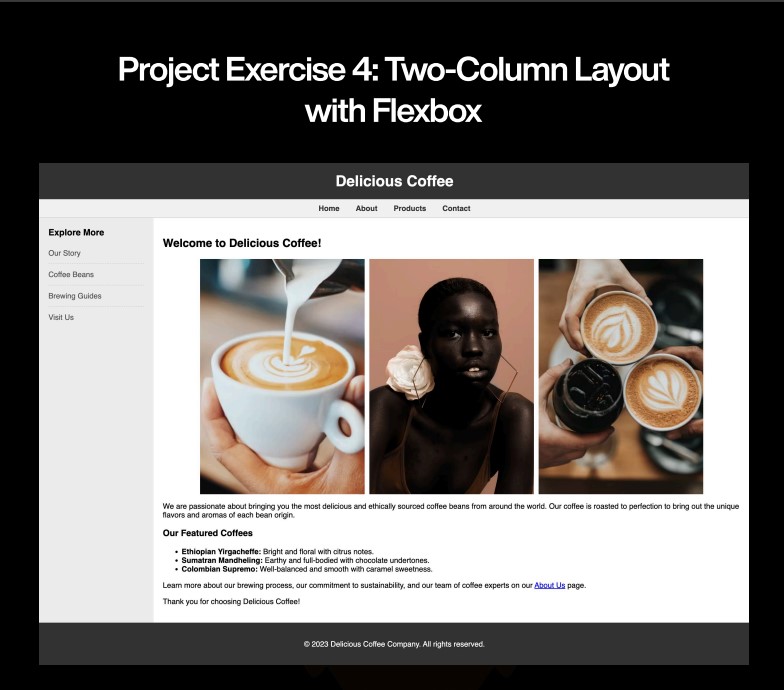 Project Exercise 4: Two-Column Layout
with Flexbox
Delicious Coffee
Home About Products Contact
Explore More
Our Story
Coffee Beans
Brewing Guides
Visit Us
Welcome to Delicious Coffee!
We are passionate about bringing you the most delicious and ethically sourced coffee beans from around the world. Our coffee is roasted to perfection to bring out the unique
flavors and aromas of each bean origin.
Our Featured Coffees
• Ethiopian Yirgacheffe: Bright and floral with citrus notes.
• Sumatran Mandheling: Earthy and full-bodied with chocolate undertones.
• Colombian Supremo: Well-balanced and smooth with caramel sweetness.
Learn more about our brewing process, our commitment to sustainability, and our team of coffee experts on our About Us page.
Thank you for choosing Delicious Coffee!
© 2023 Delicious Coffee Company. All rights reserved.